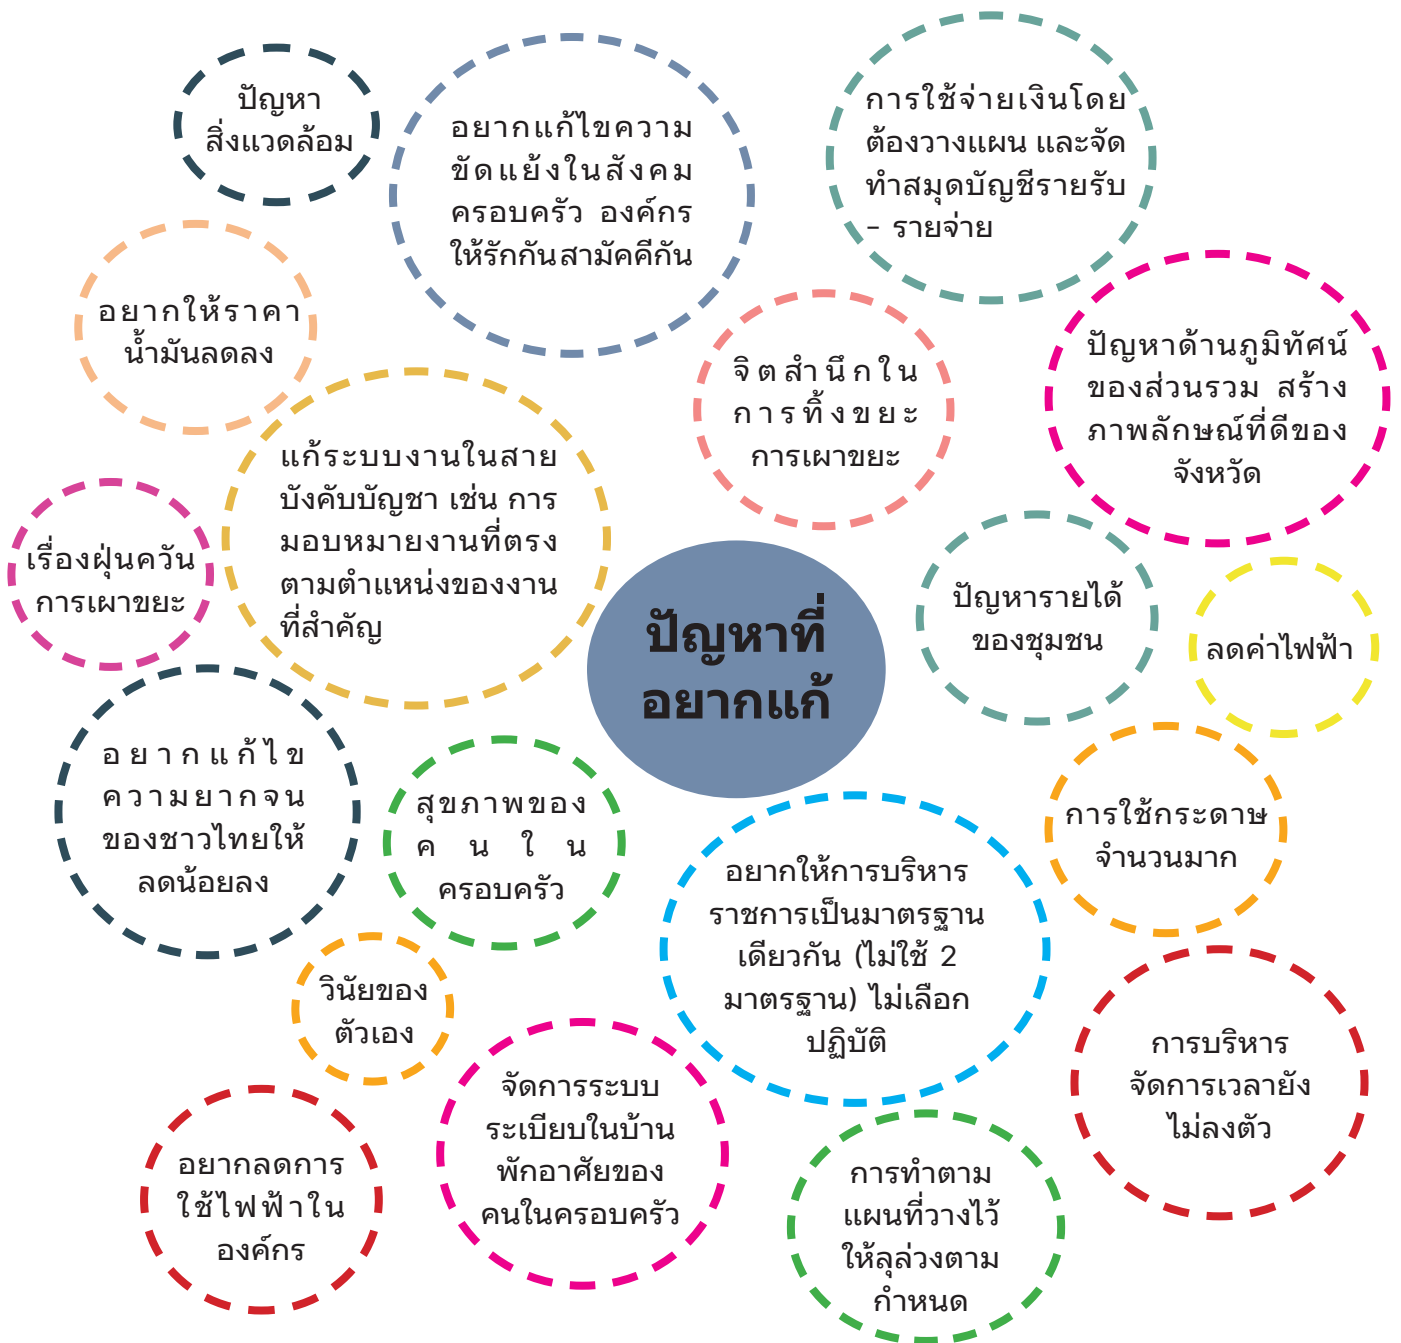 ปัญหา
สิ่งแวดล้อม
อยากแก้ไขความ
ขัดแย้งในสังคม
ครอบครัว องค์กร
ให้รักกันสามัคคีกัน
การใช้จ่ายเงินโดย
ต้องวางแผน และจัด
ทำสมุดบัญชีรายรับ
- รายจ่าย
อยากให้ราคา
น้ำมันลดลง
จิตสำนึกใน
การทิ้งขยะ
การเผาขยะ
ปัญหาด้านภูมิทัศน์
ของส่วนรวม สร้าง
ภาพลักษณ์ที่ดีของ
จังหวัด
แก้ระบบงานในสาย
บังคับบัญชา เช่น การ
มอบหมายงานที่ตรง
ตามตำแหน่งของงาน
ที่สำคัญ
เรื่องฝุ่นควัน
การเผาขยะ
ปัญหาที่
อยากแก้
ปัญหารายได้
ของชุมชน
ลดค่าไฟฟ้า
อยากแก้ไข
ความยากจน
ของชาวไทยให้
ลดน้อยลง
สุขภาพของ
คนใน
ครอบครัว
การใช้กระดาษ
จำนวนมาก
อยากให้การบริหาร
ราชการเป็นมาตรฐาน
เดียวกัน (ไม่ใช้ 2
มาตรฐาน) ไม่เลือก
ปฏิบัติ
วินัยของ
ตัวเอง
การบริหาร
จัดการเวลายัง
ไม่ลงตัว
จัดการระบบ
ระเบียบในบ้าน
พักอาศัยของ
คนในครอบครัว
อยากลดการ
ใช้ไฟฟ้าใน
องค์กร
การทำตาม
แผนที่วางไว้
ให้ลุล่วงตาม
กำหนด